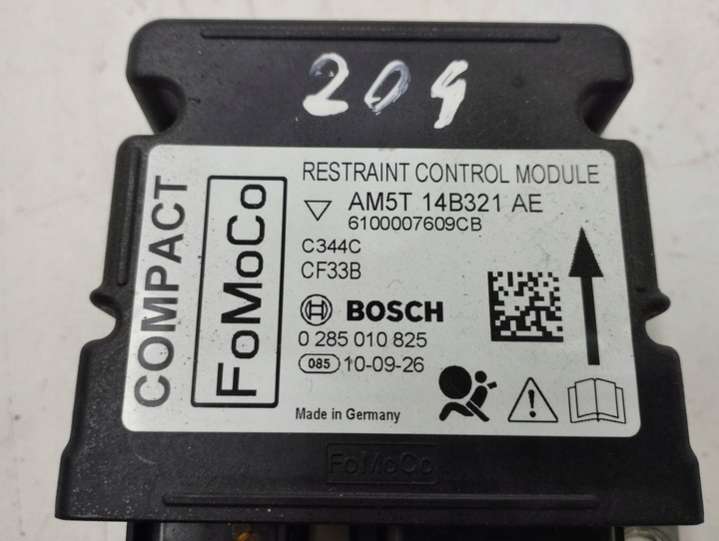 204
COMPACT
FoMoCo
RESTRAINT CONTROL MODULE
AM5T 14B321 AE
6100007609CB
C344C
CF33B
BOSCH
0 285 010 825
085 10-09-26
Made in Germany
FoMoCo